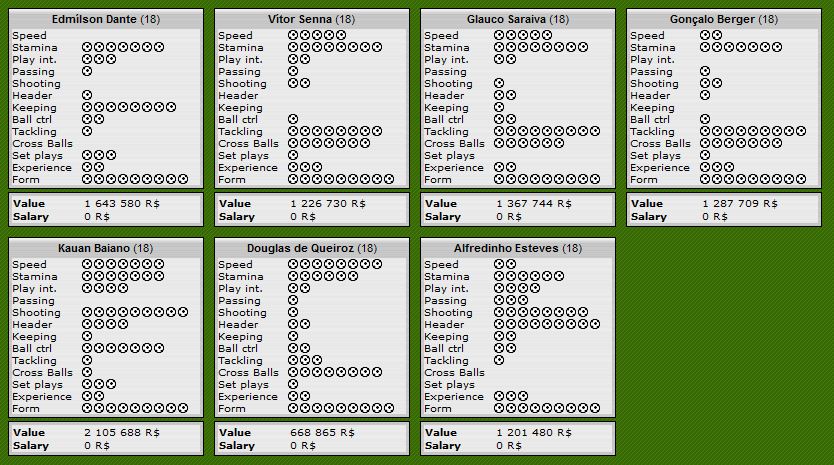 Edmílson Dante (18)
Speed
Stamina
Play int.
Passing
Shooting
Header
Keeping
Ball ctrl
Tackling
Cross Balls
Set plays
Experience
Form
Value 1 643 580 R$
Salary 0 R$
Vítor Senna (18)
Speed
Stamina
Play int.
Passing
Shooting
Header
Keeping
Ball ctrl
Tackling
Cross Balls
Set plays
Experience
Form
Value 1 226 730 R$
Salary 0 R$
Glauco Saraiva (18)
Speed
Stamina
Play int.
Passing
Shooting
Header
Keeping
Ball ctrl
Tackling
Cross Balls
Set plays
Experience
Form
Value 1 367 744 R$
Salary 0 R$
Gonçalo Berger (18)
Speed
Stamina
Play int.
Passing
Shooting
Header
Keeping
Ball ctrl
Tackling
Cross Balls
Set plays
Experience
Form
Value 1 287 709 R$
Salary 0 R$
Kauan Baiano (18)
Speed
Stamina
Play int.
Passing
Shooting
Header
Keeping
Ball ctrl
Tackling
Cross Balls
Set plays
Experience
Form
Value 2 105 688 R$
Salary 0 R$
Douglas de Queiroz (18)
Speed
Stamina
Play int.
Passing
Shooting
Header
Keeping
Ball ctrl
Tackling
Cross Balls
Set plays
Experience
Form
Value 668 865 R$
Salary 0 R$
Alfredinho Esteves (18)
Speed
Stamina
Play int.
Passing
Shooting
Header
Keeping
Ball ctrl
Tackling
Cross Balls
Set plays
Experience
Form
Value 1 201 480 R$
Salary 0 R$